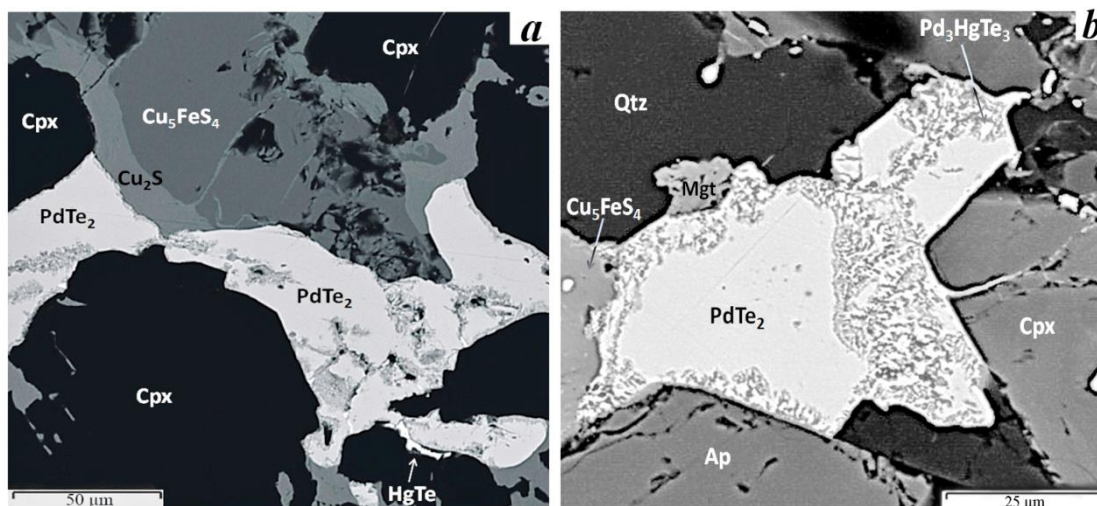 a
Cpx
Cpx
Cu₅FeS₄
Cu₂S
PdTe₂
PdTe₂
Cpx
HgTe
50 μm
b
Pd₃HgTe₃
Qtz
Mgt
Cu₅FeS₄
PdTe₂
Cpx
Ap
25 μm